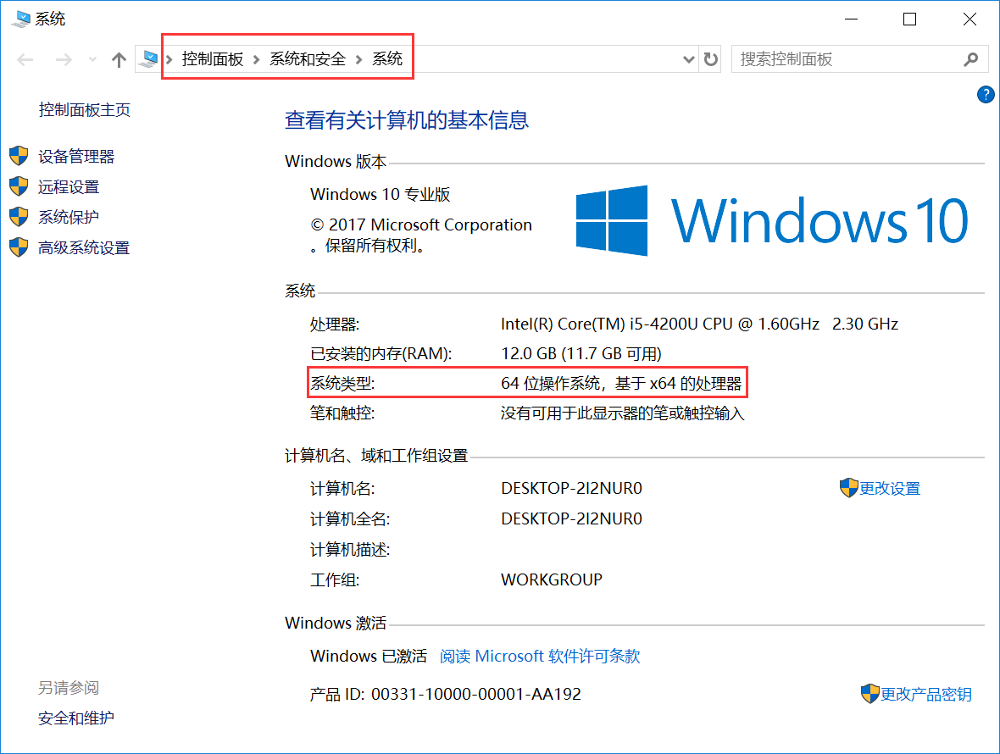 系统
控制面板 系统和安全 系统
搜索控制面板
?
控制面板主页
设备管理器
远程设置
系统保护
高级系统设置
查看有关计算机的基本信息
Windows 版本
Windows 10 专业版
© 2017 Microsoft Corporation
。保留所有权利。
Windows 10
系统
处理器: Intel(R) Core(TM) i5-4200U CPU @ 1.60GHz 2.30 GHz
已安装的内存(RAM): 12.0 GB (11.7 GB 可用)
系统类型: 64 位操作系统，基于 x64 的处理器
笔和触控: 没有可用于此显示器的笔或触控输入
计算机名、域和工作组设置
计算机名: DESKTOP-2I2NUR0 更改设置
计算机全名: DESKTOP-2I2NUR0
计算机描述:
工作组: WORKGROUP
Windows 激活
Windows 已激活 阅读 Microsoft 软件许可条款
产品 ID: 00331-10000-00001-AA192 更改产品密钥
另请参阅
安全和维护